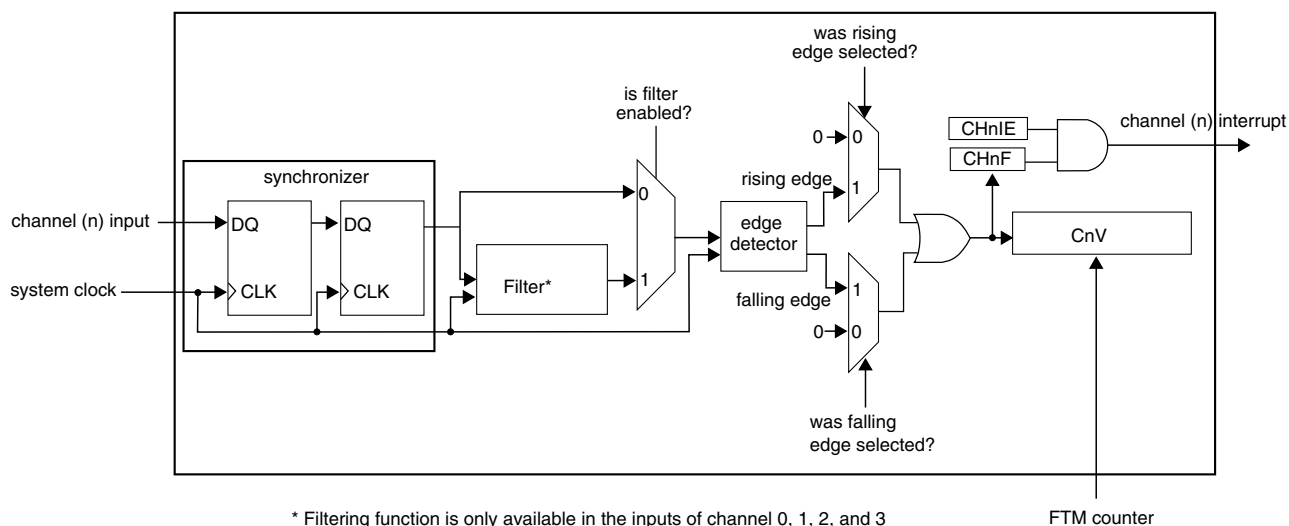 was rising
edge selected?
is filter
enabled?
0
0
CHnIE
channel (n) interrupt
CHnF
synchronizer
rising edge
1
0
channel (n) input
DQ
DQ
edge
detector
CnV
system clock
CLK
CLK
Filter*
1
falling edge
1
0
0
was falling
edge selected?
* Filtering function is only available in the inputs of channel 0, 1, 2, and 3
FTM counter